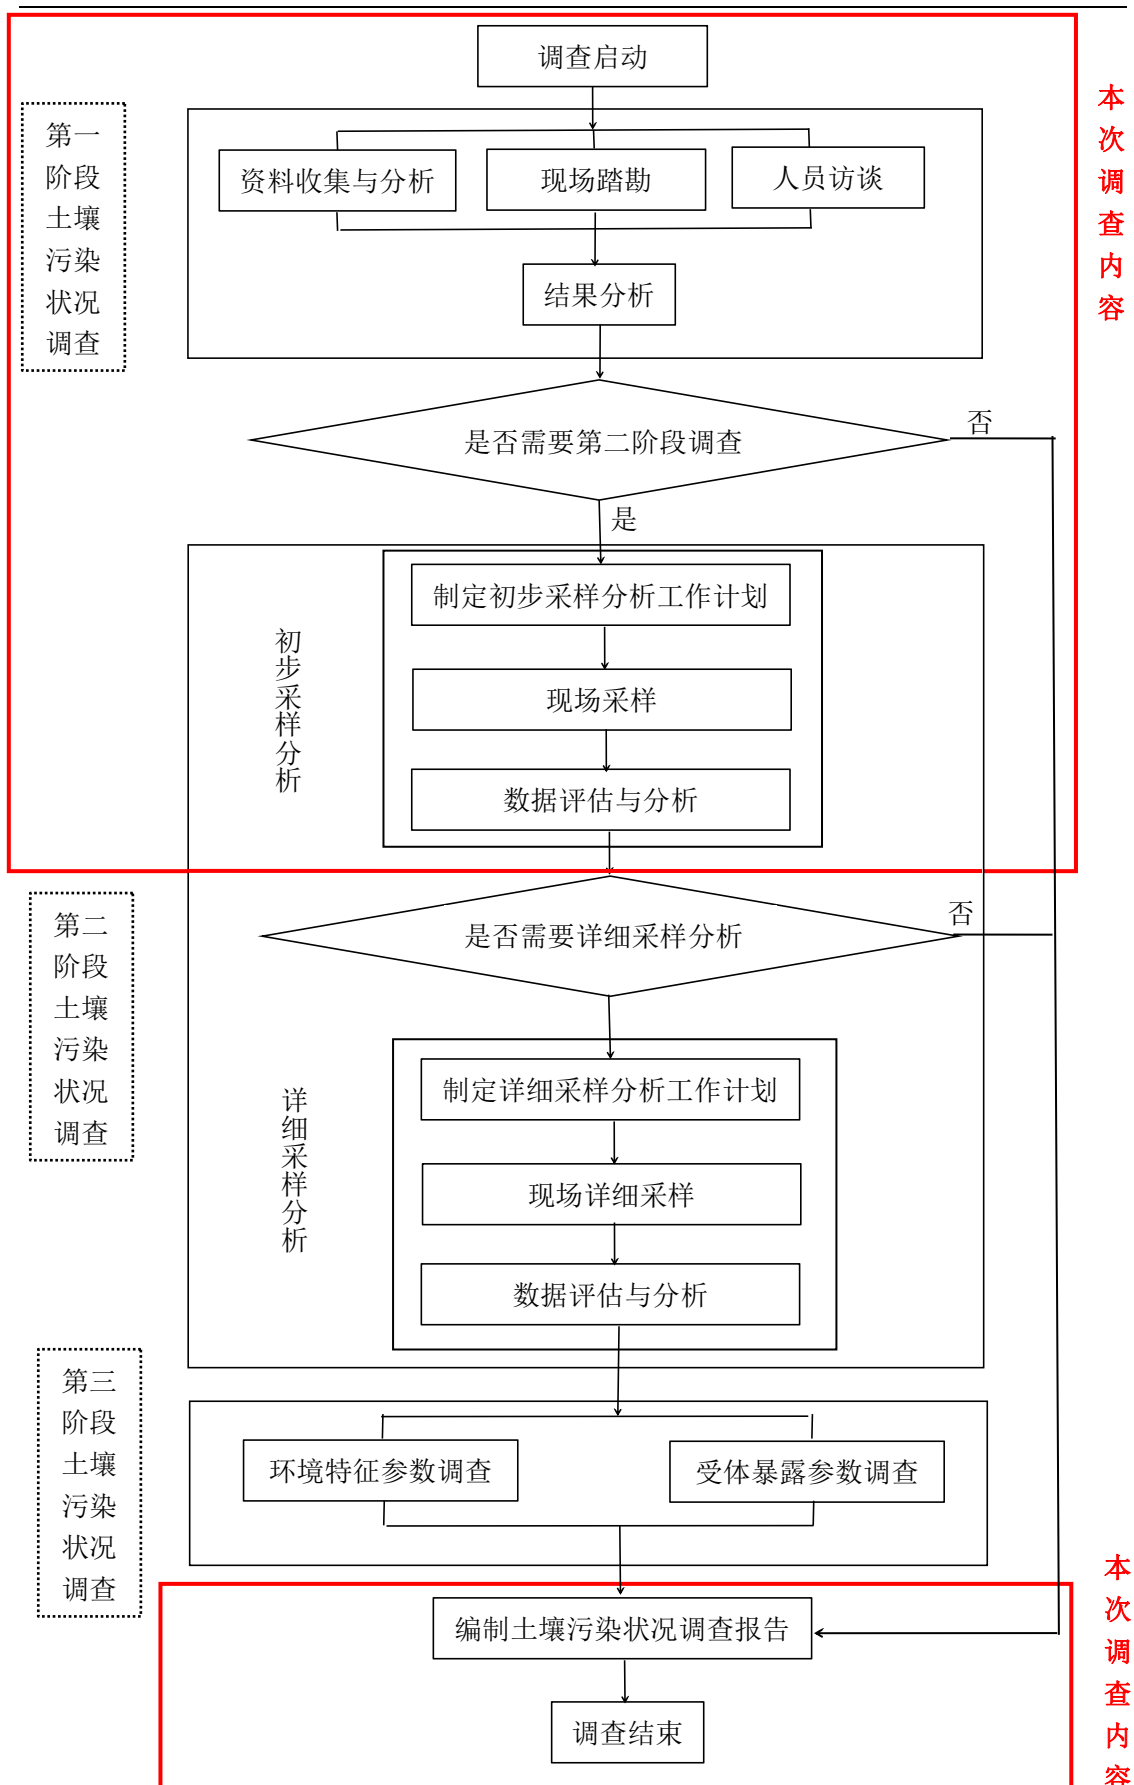 调查启动
本次调查内容
第一
阶段
土壤
污染
状况
调查
资料收集与分析
现场踏勘
人员访谈
结果分析
是否需要第二阶段调查
否
是
初步采样分析
制定初步采样分析工作计划
现场采样
数据评估与分析
第二
阶段
土壤
污染
状况
调查
是否需要详细采样分析
否
详细采样分析
制定详细采样分析工作计划
现场详细采样
数据评估与分析
第三
阶段
土壤
污染
状况
调查
环境特征参数调查
受体暴露参数调查
本次调查内容
编制土壤污染状况调查报告
调查结束